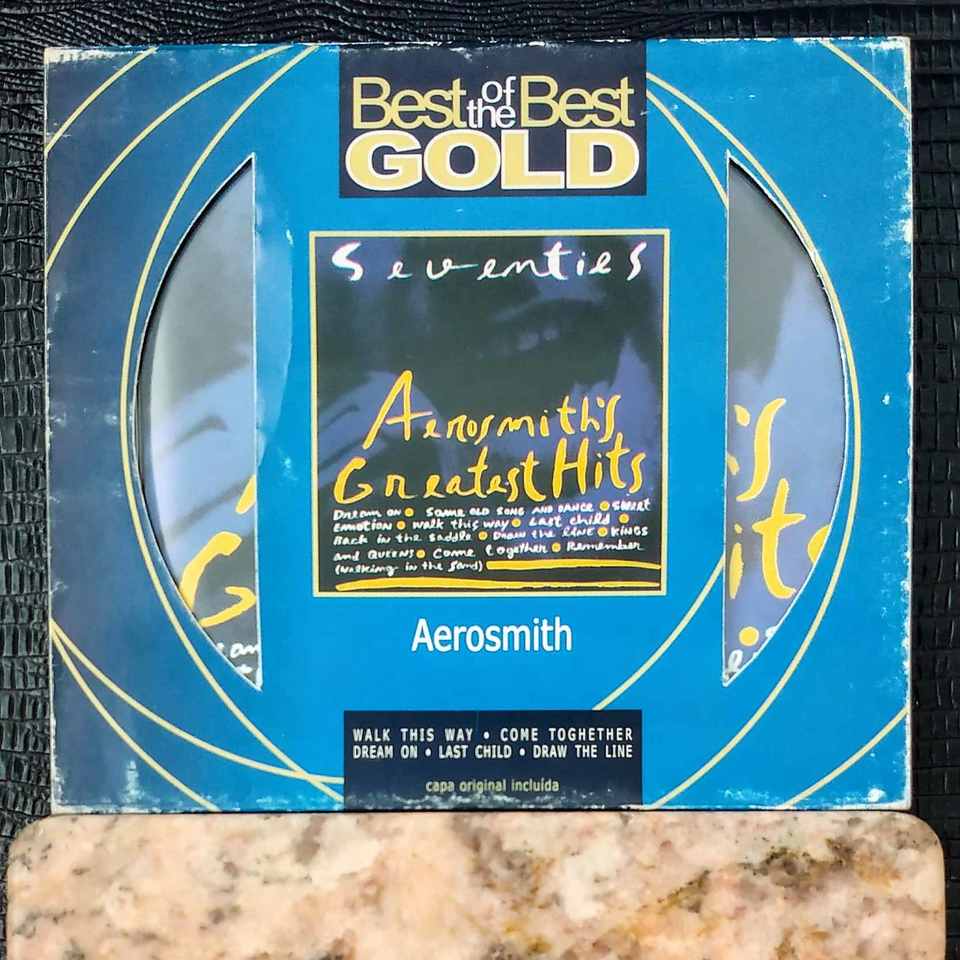 Best of the Best
GOLD
Seventies
Aerosmith's
Greatest Hits
Dream on • Same old song and dance • Sweet
Emotion • Walk this way • Last child •
Back in the saddle • Draw the line • Kings
and Queens • Come together • Remember
(walking in the sand)
Aerosmith
WALK THIS WAY • COME TOGHETHER
DREAM ON • LAST CHILD • DRAW THE LINE
capa original incluída